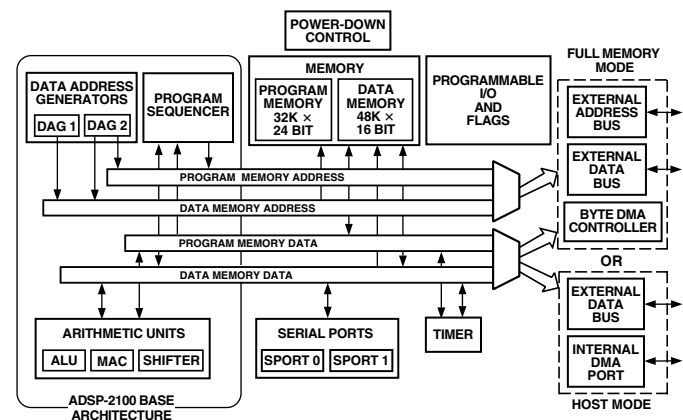 POWER-DOWN
CONTROL
FULL MEMORY
MODE
DATA ADDRESS
GENERATORS
DAG 1
DAG 2
PROGRAM
SEQUENCER
MEMORY
PROGRAM
MEMORY
32K ×
24 BIT
DATA
MEMORY
48K ×
16 BIT
PROGRAMMABLE
I/O
AND
FLAGS
EXTERNAL
ADDRESS
BUS
EXTERNAL
DATA
BUS
BYTE DMA
CONTROLLER
OR
PROGRAM MEMORY ADDRESS
DATA MEMORY ADDRESS
PROGRAM MEMORY DATA
DATA MEMORY DATA
ARITHMETIC UNITS
ALU
MAC
SHIFTER
SERIAL PORTS
SPORT 0
SPORT 1
TIMER
EXTERNAL
DATA
BUS
INTERNAL
DMA
PORT
HOST MODE
ADSP-2100 BASE
ARCHITECTURE